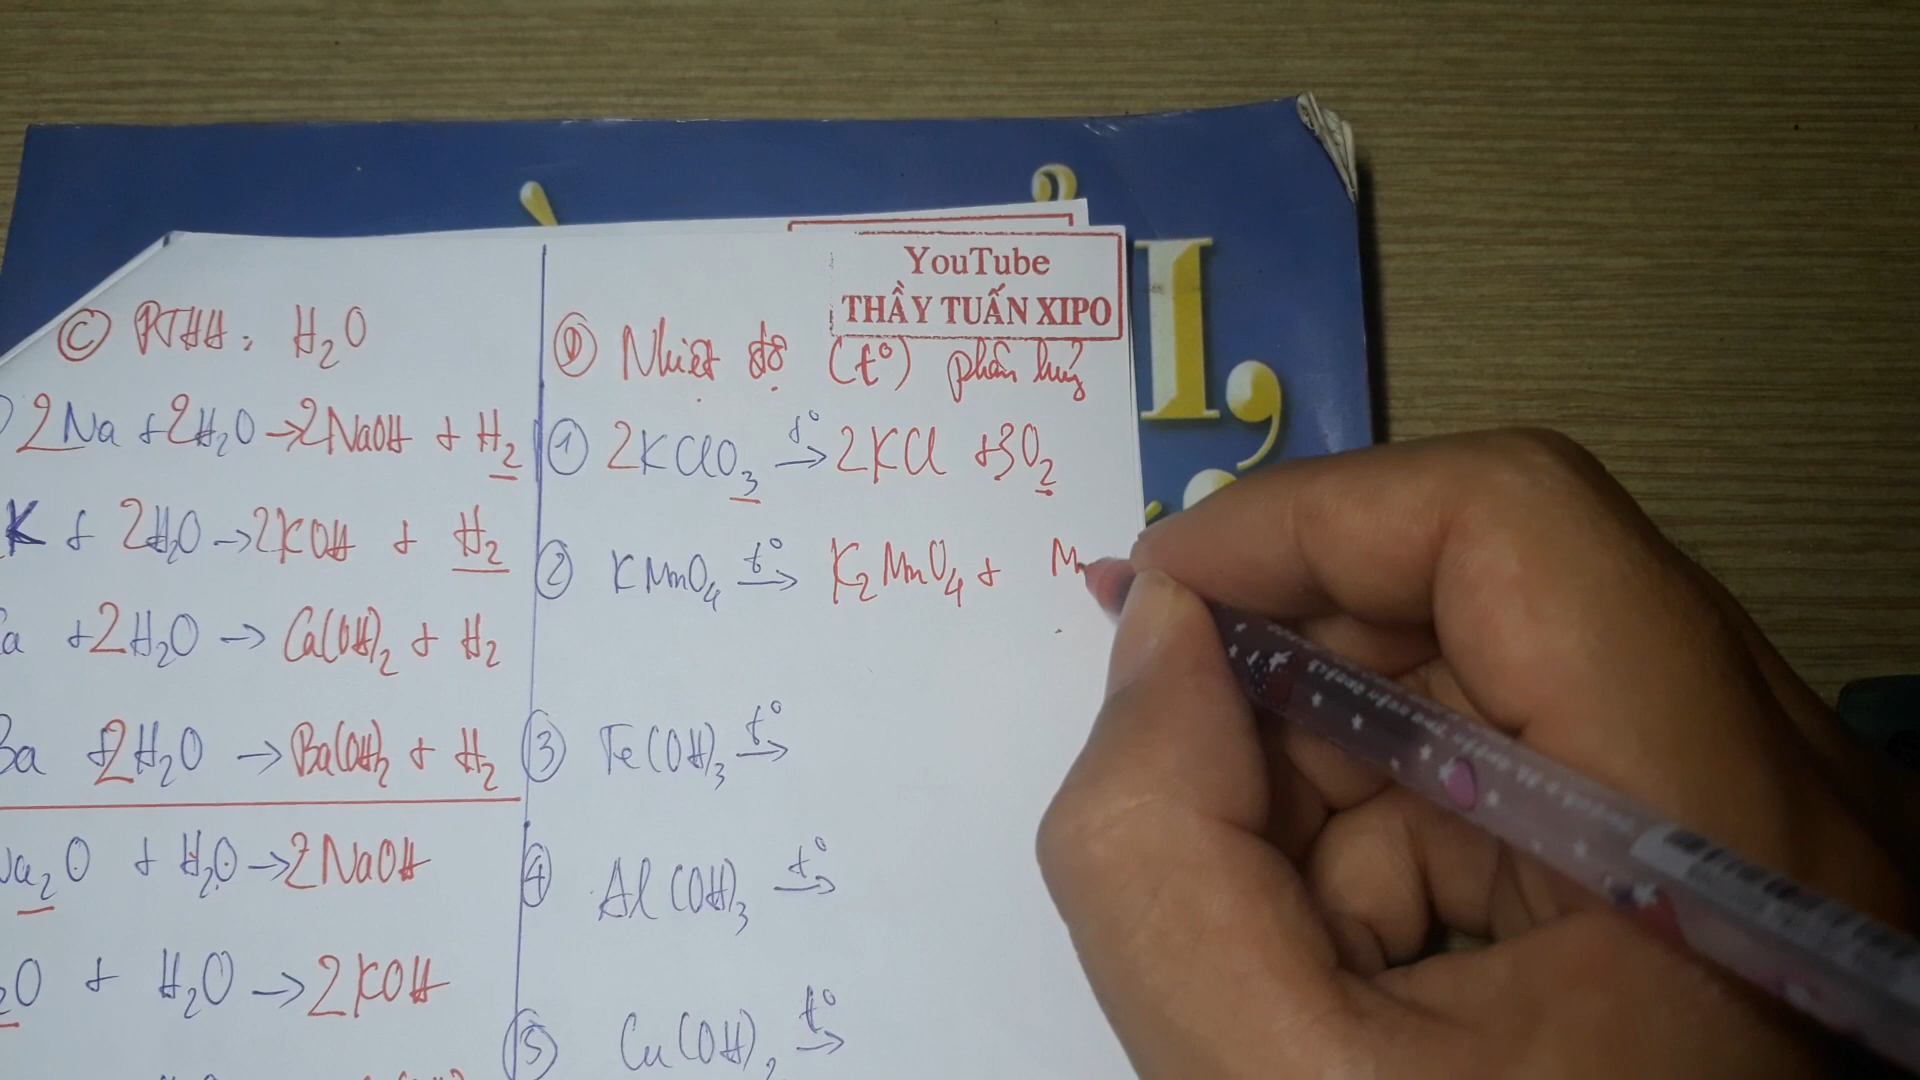 YouTube
THẦY TUẤN XIPO
Ⓒ PTHH: H₂O
2Na + 2H₂O → 2NaOH + H₂
K + 2H₂O → 2KOH + H₂
a + 2H₂O → Ca(OH)₂ + H₂
Ba + 2H₂O → Ba(OH)₂ + H₂
Na₂O + H₂O → 2NaOH
₂O + H₂O → 2KOH
Ⓓ Nhiệt độ (t°) phân huỷ
① 2KClO₃ t° → 2KCl + 3O₂
② KMnO₄ t° → K₂MnO₄ + Mn
③ Fe(OH)₃ t° →
④ Al(OH)₃ t° →
⑤ Cu(OH)₂ t° →